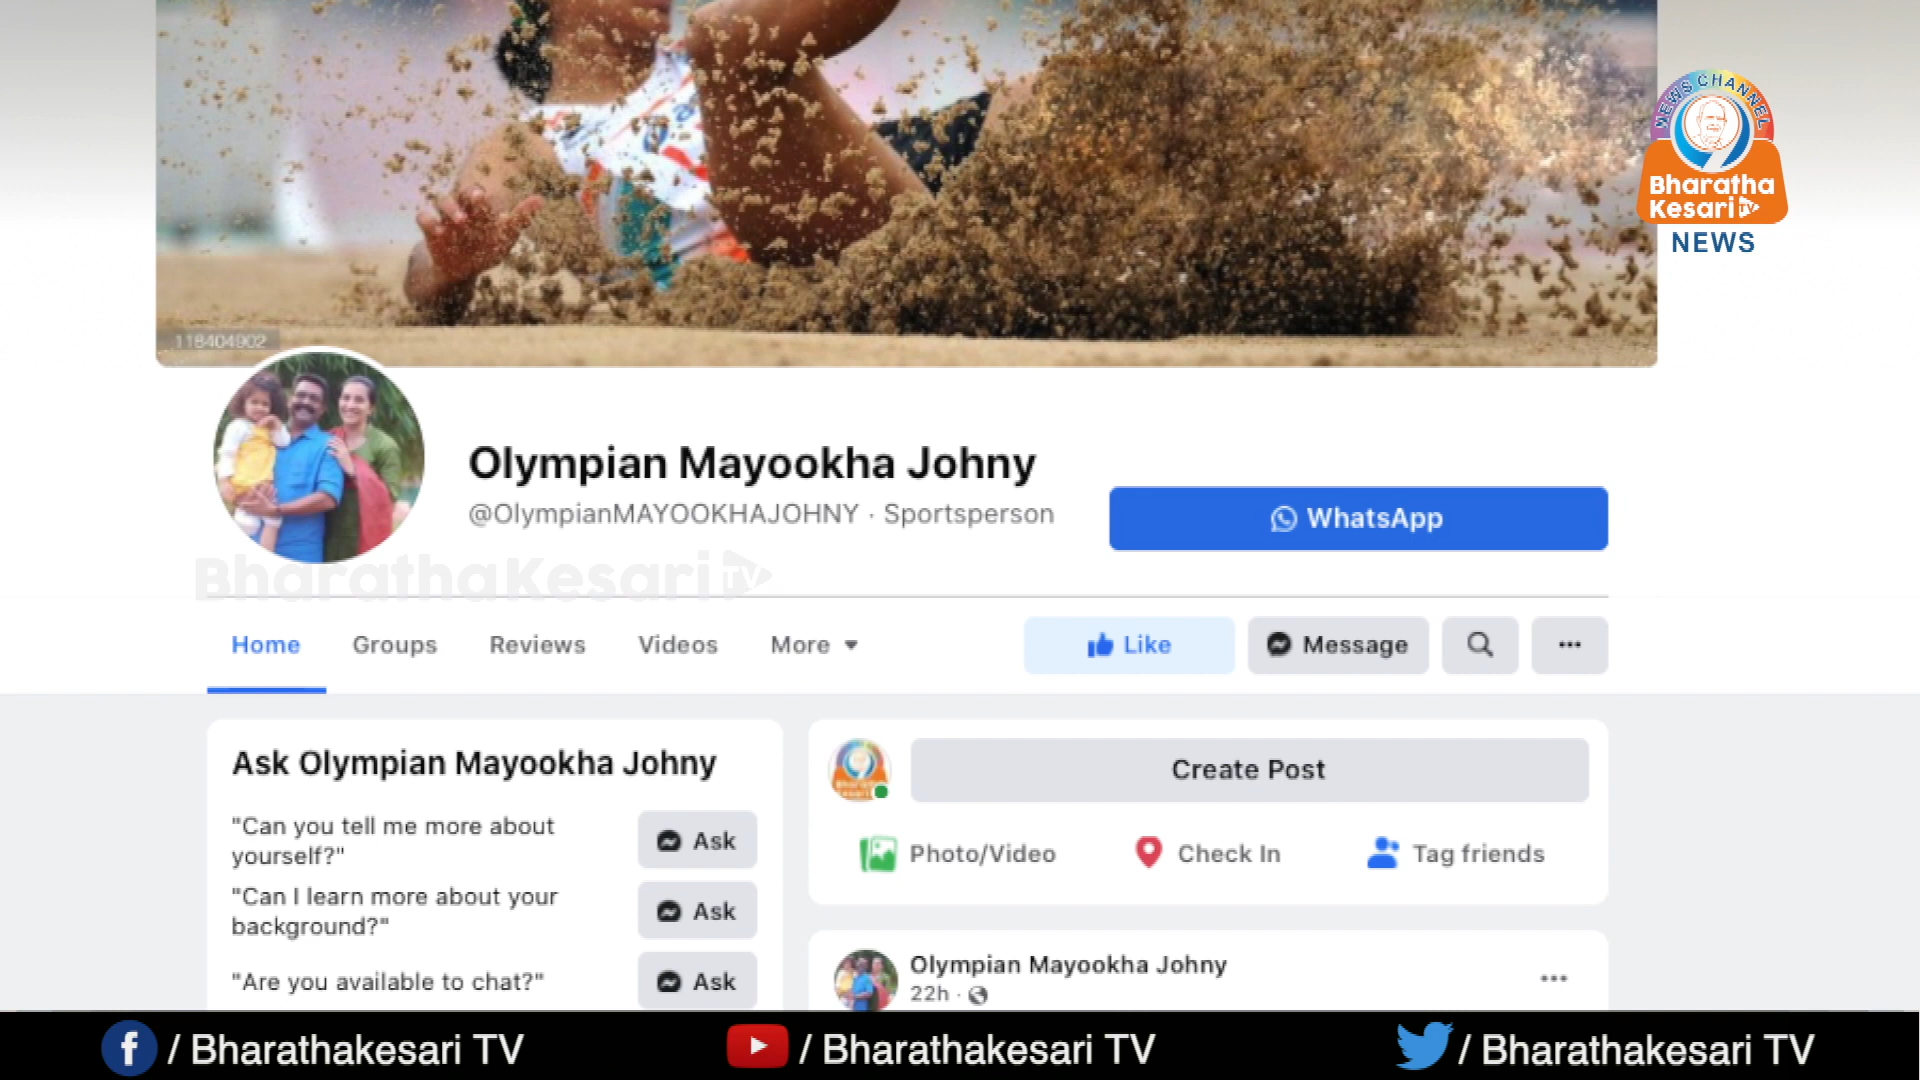 NEWS CHANNEL
9
Bharatha
Kesari TV
NEWS
118404902
Olympian Mayookha Johny
@OlympianMAYOOKHAJOHNY · Sportsperson
WhatsApp
BharathaKesari TV
Home Groups Reviews Videos More
Like Message ...
Ask Olympian Mayookha Johny
"Can you tell me more about
yourself?"
Ask
"Can I learn more about your
background?"
Ask
"Are you available to chat?"
Ask
Create Post
Photo/Video Check In Tag friends
Olympian Mayookha Johny
...
22h ·
/ Bharathakesari TV / Bharathakesari TV / Bharathakesari TV